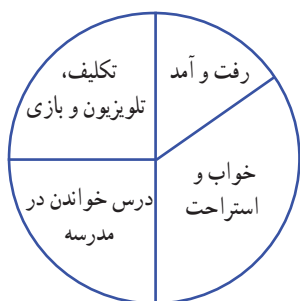 رفت و آمد
تکلیف،
تلویزیون و بازی
خواب و
استراحت
درس خواندن در
مدرسه